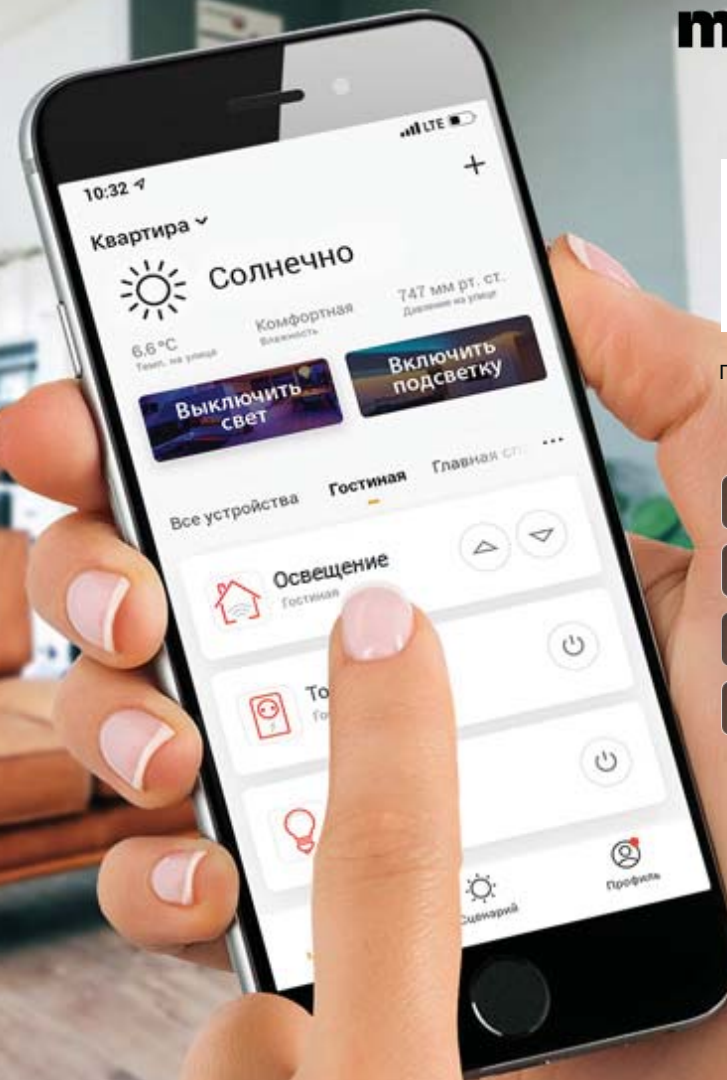 LTE
10:32
Квартира
+
Солнечно
6.6 °C
Темп. на улице
Комфортная
Влажность
747 мм рт. ст.
Давление на улице
Выключить
свет
Включить
подсветку
Все устройства
Гостиная
Главная
...
Освещение
Гостиная
Сценарий
Профиль